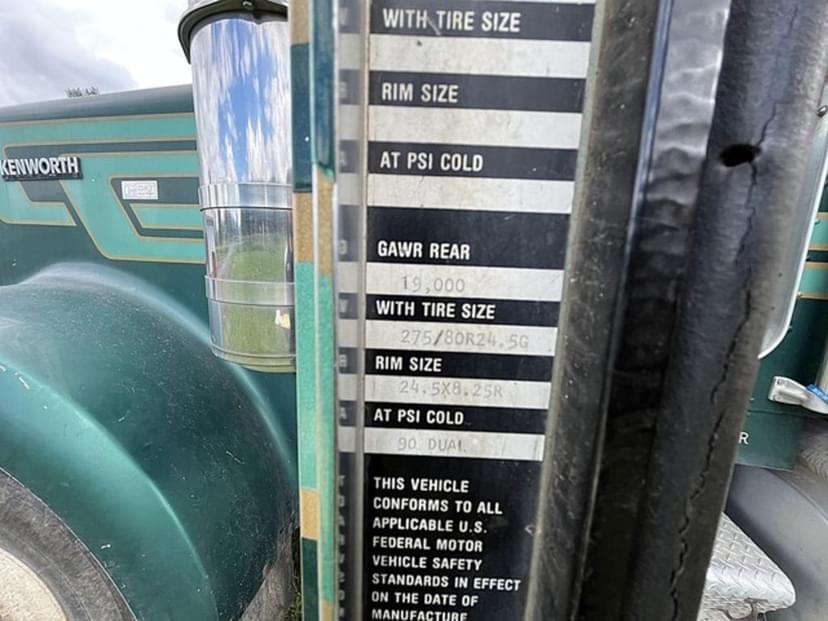 KENWORTH
WITH TIRE SIZE
RIM SIZE
AT PSI COLD
GAWR REAR
19,000
WITH TIRE SIZE
275/80R24.5G
RIM SIZE
24.5X8.25R
AT PSI COLD
90 DUAL
THIS VEHICLE
CONFORMS TO ALL
APPLICABLE U.S.
FEDERAL MOTOR
VEHICLE SAFETY
STANDARDS IN EFFECT
ON THE DATE OF
MANUFACTURE
R